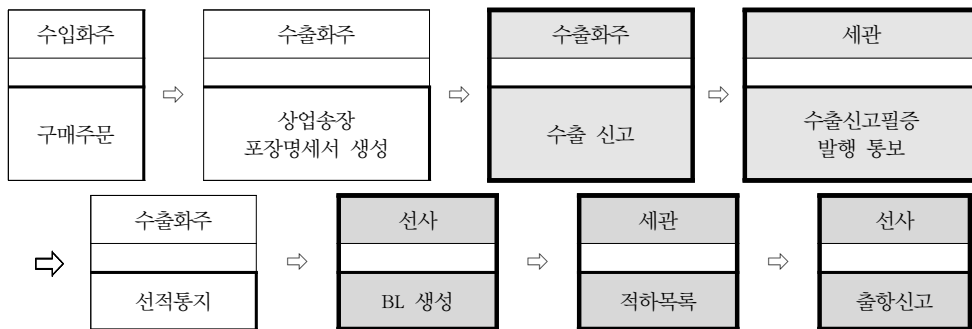 수입화주
구매주문
수출화주
상업송장
포장명세서 생성
수출화주
수출 신고
세관
수출신고필증
발행 통보
수출화주
선적통지
선사
BL 생성
세관
적하목록
선사
출항신고